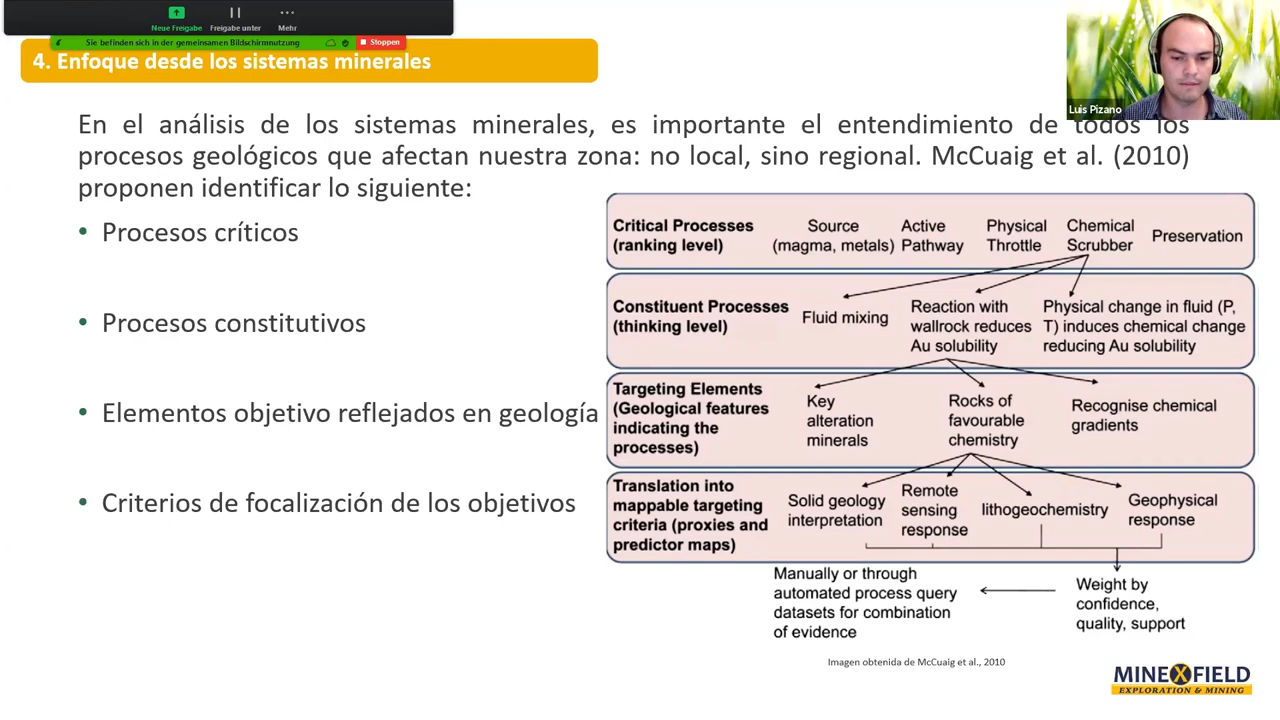 Neue Freigabe
Freigabe unter
Mehr
Sie befinden sich in der gemeinsamen Bildschirmnutzung
Stoppen
4. Enfoque desde los sistemas minerales
Luis Pizano
En el análisis de los sistemas minerales, es importante el entendimiento de todos los
procesos geológicos que afectan nuestra zona: no local, sino regional. McCuaig et al. (2010)
proponen identificar lo siguiente:
• Procesos críticos
• Procesos constitutivos
• Elementos objetivo reflejados en geología
• Criterios de focalización de los objetivos
Critical Processes
(ranking level)
Source
(magma, metals)
Active
Pathway
Physical
Throttle
Chemical
Scrubber
Preservation
Constituent Processes
(thinking level)
Fluid mixing
Reaction with
wallrock reduces
Au solubility
Physical change in fluid (P,
T) induces chemical change
reducing Au solubility
Targeting Elements
(Geological features
indicating the
processes)
Key
alteration
minerals
Rocks of
favourable
chemistry
Recognise chemical
gradients
Translation into
mappable targeting
criteria (proxies and
predictor maps)
Solid geology
interpretation
Remote
sensing
response
lithogeochemistry
Geophysical
response
Manually or through
automated process query
datasets for combination
of evidence
Weight by
confidence,
quality, support
Imagen obtenida de McCuaig et al., 2010
MINEXFIELD
EXPLORATION & MINING